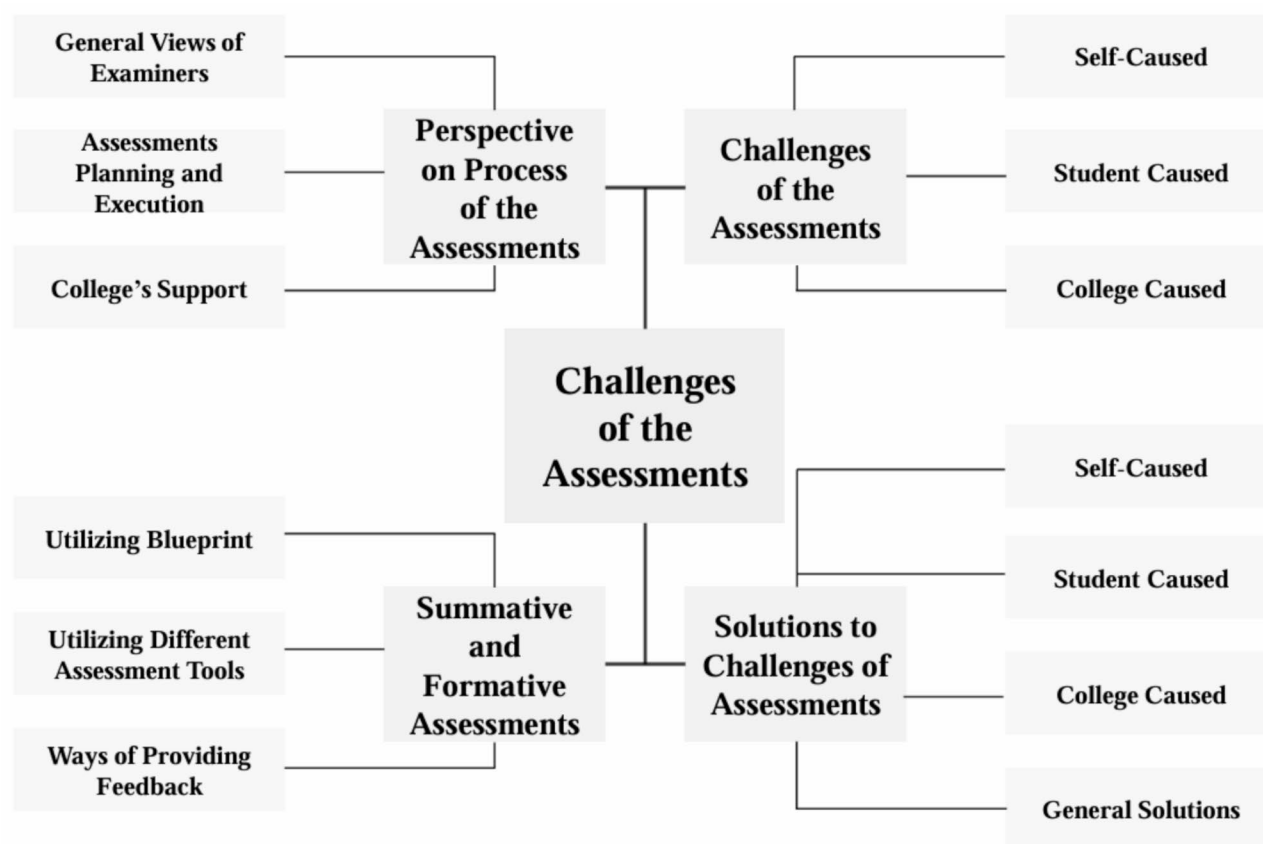 General Views of
Examiners
Assessments
Planning and
Execution
College’s Support
Perspective
on Process
of the
Assessments
Challenges
of the
Assessments
Self-Caused
Student Caused
College Caused
Challenges
of the
Assessments
Utilizing Blueprint
Utilizing Different
Assessment Tools
Ways of Providing
Feedback
Summative
and
Formative
Assessments
Solutions to
Challenges of
Assessments
Self-Caused
Student Caused
College Caused
General Solutions